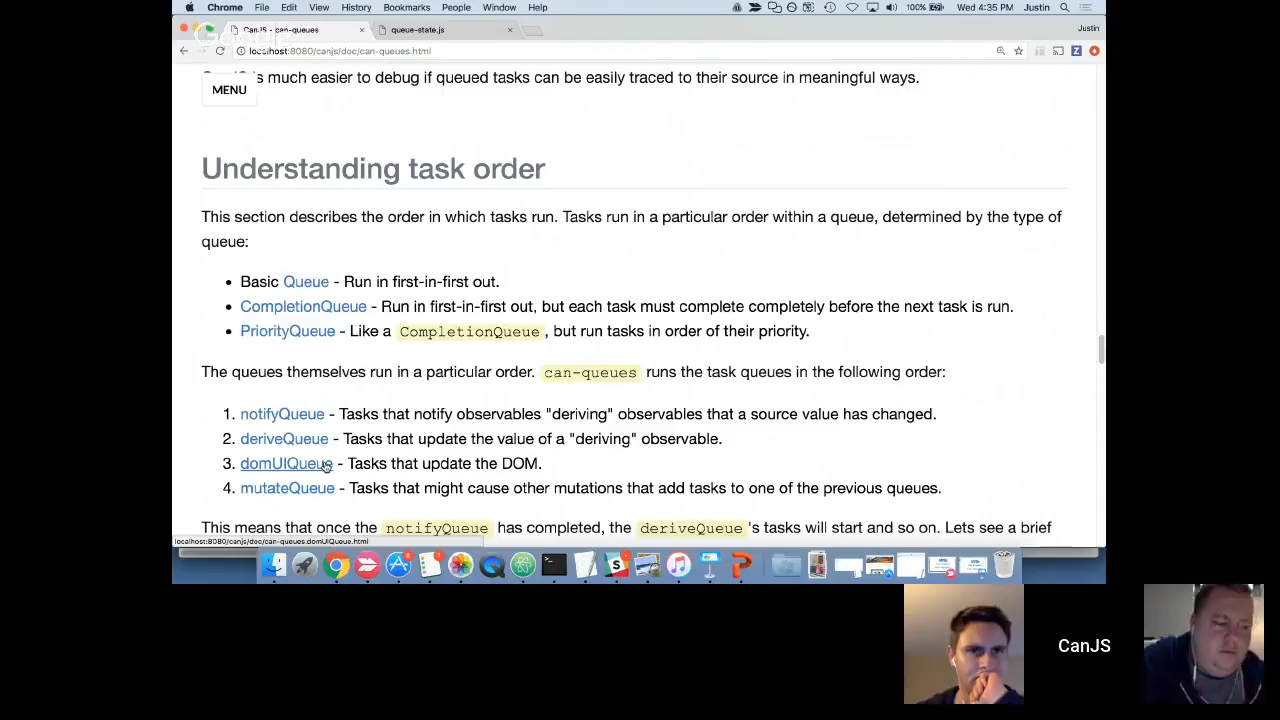 Chrome File Edit View History Bookmarks People Window Help 100% Wed 4:35 PM Justin
CanJS - can-queues queue-state.js Justin
localhost:8080/canjs/doc/can-queues.html
CanJS is much easier to debug if queued tasks can be easily traced to their source in meaningful ways.
MENU
Understanding task order
This section describes the order in which tasks run. Tasks run in a particular order within a queue, determined by the type of
queue:
• Basic Queue - Run in first-in-first out.
• CompletionQueue - Run in first-in-first out, but each task must complete completely before the next task is run.
• PriorityQueue - Like a CompletionQueue, but run tasks in order of their priority.
The queues themselves run in a particular order. can-queues runs the task queues in the following order:
1. notifyQueue - Tasks that notify observables "deriving" observables that a source value has changed.
2. deriveQueue - Tasks that update the value of a "deriving" observable.
3. domUIQueue - Tasks that update the DOM.
4. mutateQueue - Tasks that might cause other mutations that add tasks to one of the previous queues.
This means that once the notifyQueue has completed, the deriveQueue's tasks will start and so on. Lets see a brief
localhost:8080/canjs/doc/can-queues.domUIQueue.html
CanJS